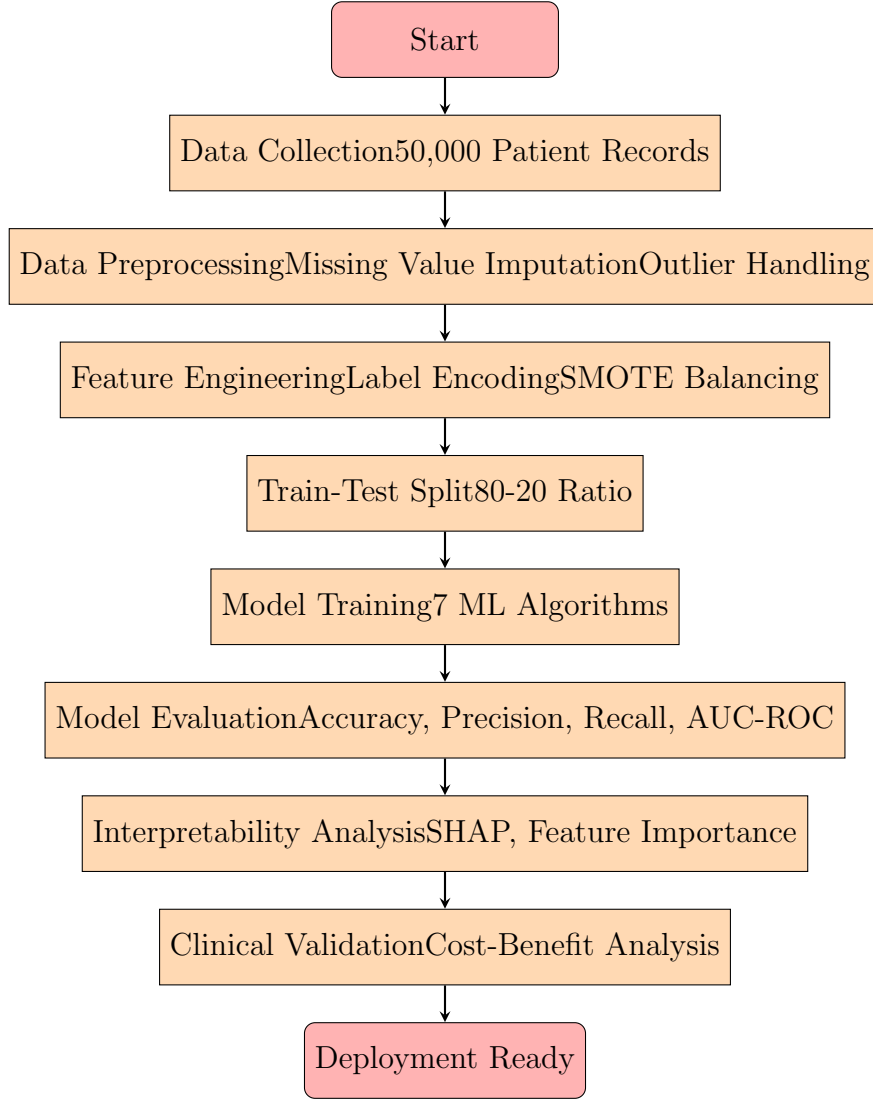 Start
Data Collection50,000 Patient Records
Data PreprocessingMissing Value ImputationOutlier Handling
Feature EngineeringLabel EncodingSMOTE Balancing
Train-Test Split80-20 Ratio
Model Training7 ML Algorithms
Model EvaluationAccuracy, Precision, Recall, AUC-ROC
Interpretability AnalysisSHAP, Feature Importance
Clinical ValidationCost-Benefit Analysis
Deployment Ready